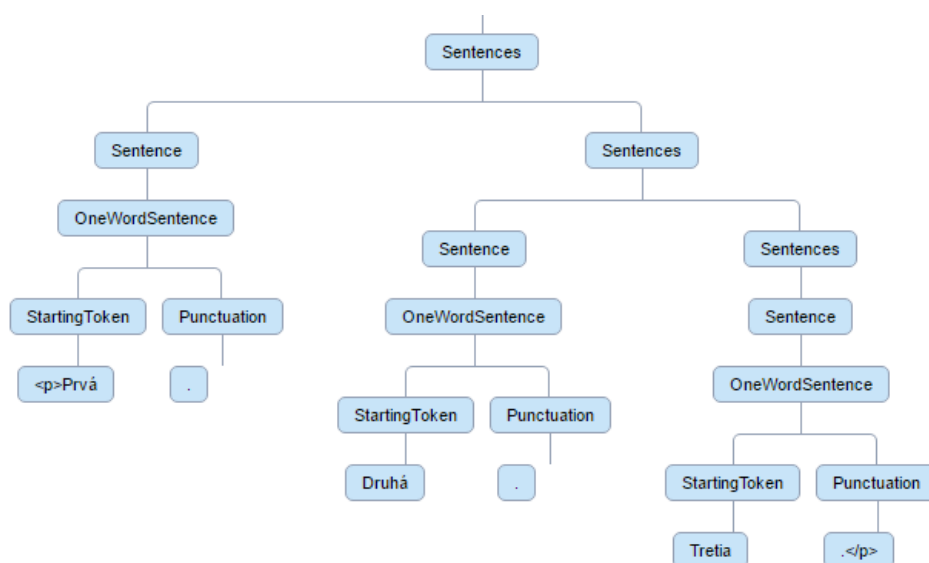 Sentences
Sentence
Sentences
OneWordSentence
Sentence
Sentences
StartingToken
Punctuation
OneWordSentence
Sentence
<p>Prvá
.
OneWordSentence
StartingToken
Punctuation
Druhá
.
StartingToken
Punctuation
Tretia
.</p>